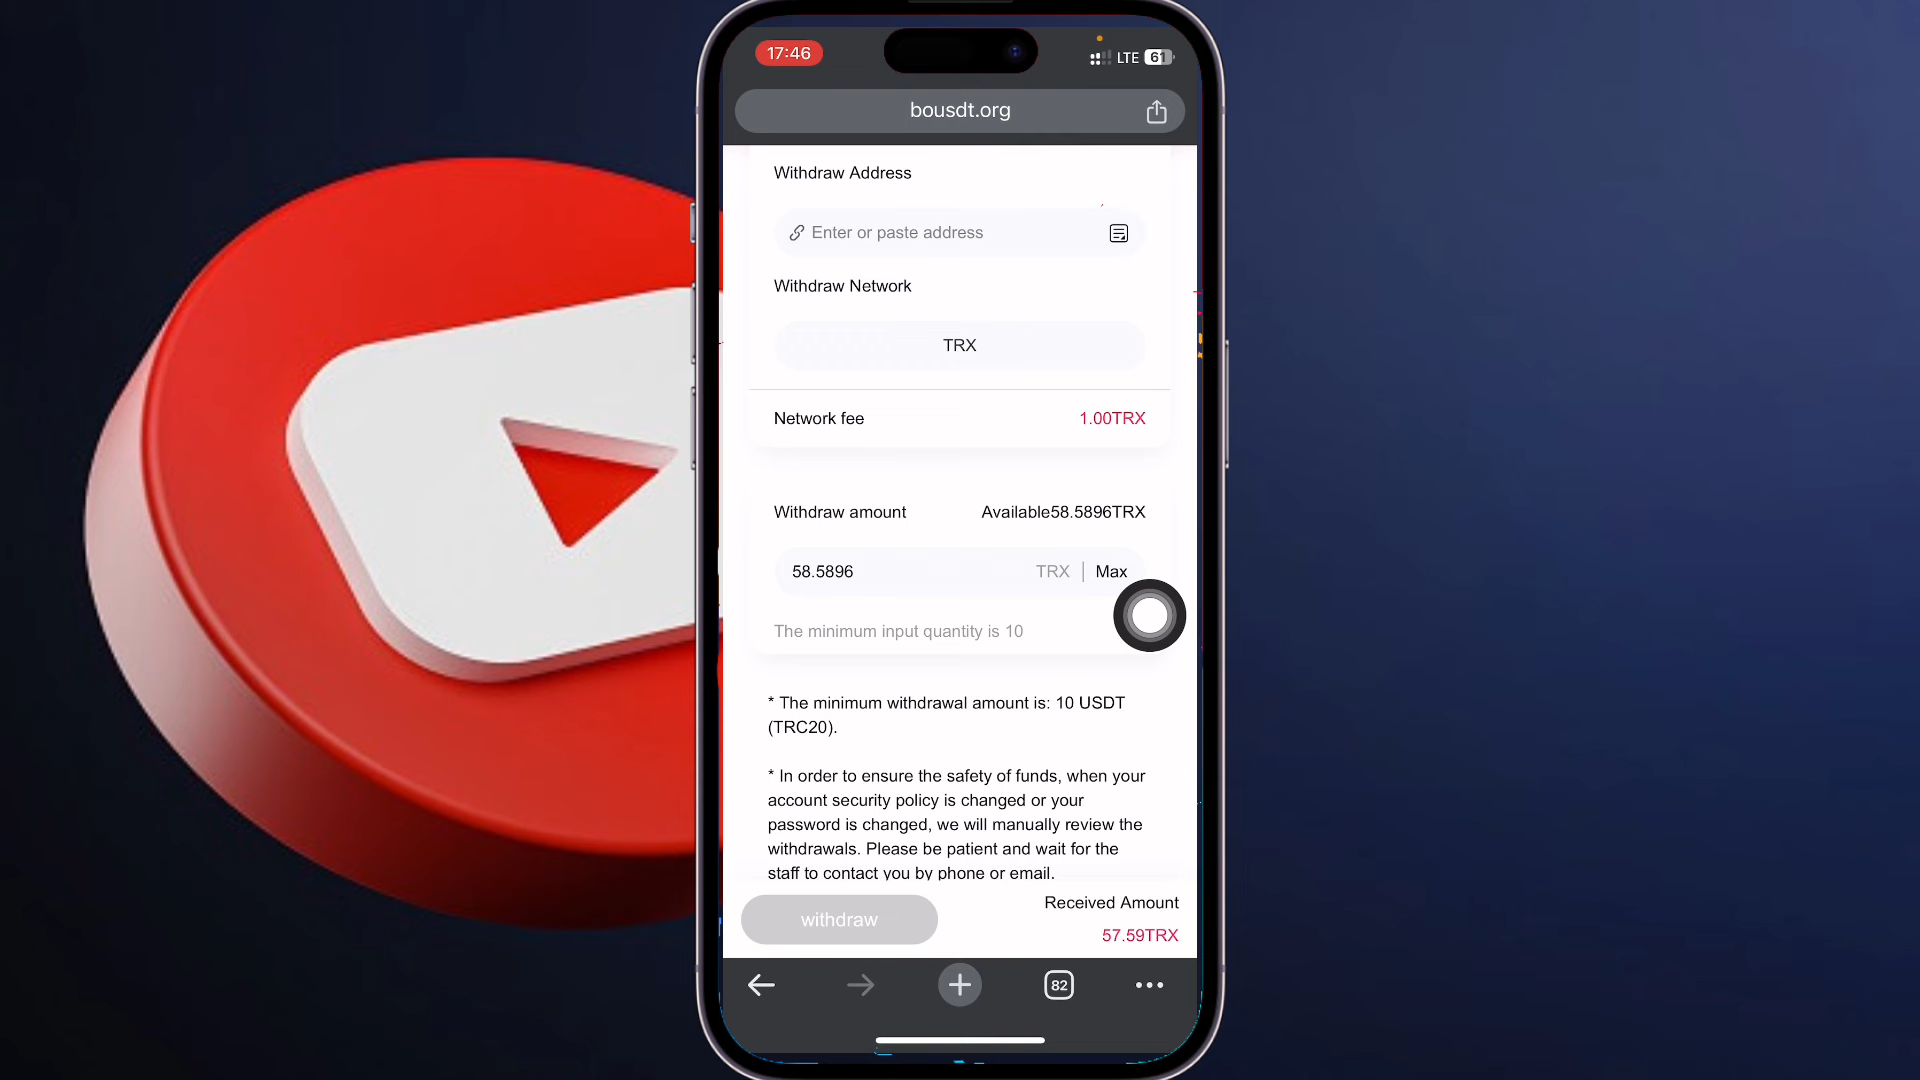 17:46
LTE 61
bousdt.org
Withdraw Address
Enter or paste address
Withdraw Network
TRX
Network fee 1.00TRX
Withdraw amount Available58.5896TRX
58.5896 TRX | Max
The minimum input quantity is 10
* The minimum withdrawal amount is: 10 USDT
(TRC20).
* In order to ensure the safety of funds, when your
account security policy is changed or your
password is changed, we will manually review the
withdrawals. Please be patient and wait for the
staff to contact you by phone or email.
withdraw
Received Amount
57.59TRX
82